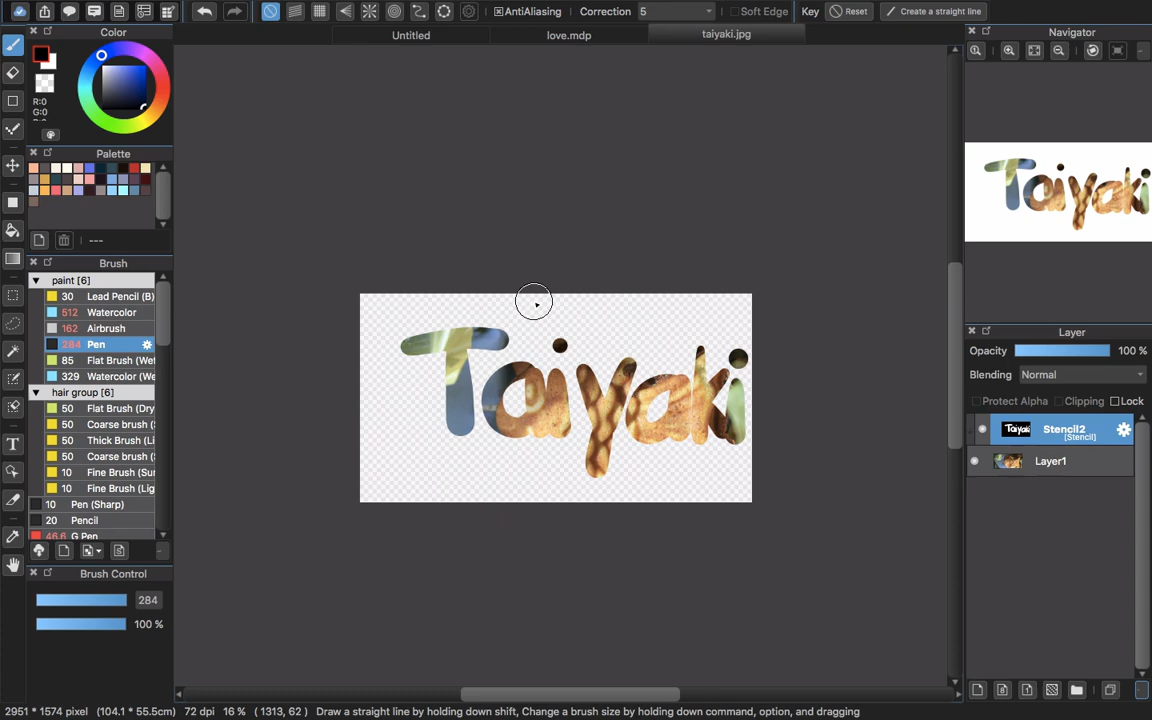 AntiAliasing Correction 5 Soft Edge Key Reset Create a straight line
Untitled love.mdp taiyaki.jpg
Color
R:0
G:0
Palette
---
Brush
paint [6]
30 Lead Pencil (B)
512 Watercolor
162 Airbrush
284 Pen
85 Flat Brush (Wet
329 Watercolor (We
hair group [6]
50 Flat Brush (Dry
50 Coarse brush (
50 Thick Brush (Li
50 Coarse brush (
10 Fine Brush (Sur
10 Fine Brush (Lig
10 Pen (Sharp)
20 Pencil
46.6 G Pen
Brush Control
284
100 %
Taiyaki
Navigator
Taiyaki
Layer
Opacity 100 %
Blending Normal
Protect Alpha Clipping Lock
Taiyaki Stencil2
[Stencil]
Layer1
T
2951 * 1574 pixel (104.1 * 55.5cm) 72 dpi 16 % ( 1313, 62 ) Draw a straight line by holding down shift, Change a brush size by holding down command, option, and dragging